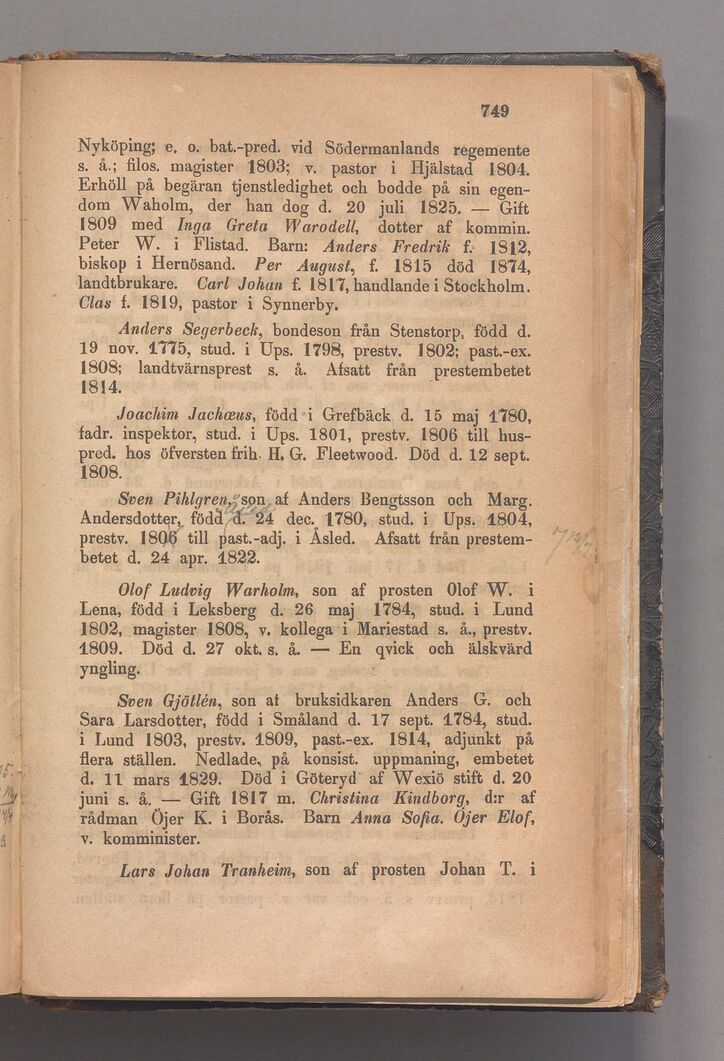 749
Nyköping; e. o. bat.-pred. vid Södermanlands regemente
s. å.; filos. magister 1803; v. pastor i Hjälstad 1804.
Erhöll på begäran tjenstledighet och bodde på sin egen-
dom Waholm, der han dog d. 20 juli 1825. — Gift
1809 med Inga Greta Warodell, dotter af kommin.
Peter W. i Flistad. Barn: Anders Fredrik f. 1812,
biskop i Hernösand. Per August, f. 1815 död 1874,
landtbrukare. Carl Johan f. 1817, handlande i Stockholm.
Clas f. 1819, pastor i Synnerby.
Anders Segerbeck, bondeson från Stenstorp, född d.
19 nov. 1775, stud. i Ups. 1798, prestv. 1802; past.-ex.
1808; landtvärnsprest s. å. Afsatt från prestembetet
1814.
Joachim Jachæus, född i Grefbäck d. 15 maj 1780,
fadr. inspektor, stud. i Ups. 1801, prestv. 1806 till hus-
pred. hos öfversten frih. H. G. Fleetwood. Död d. 12 sept.
1808.
Sven Pihlgren, son af Anders Bengtsson och Marg.
Andersdotter, född d. 24 dec. 1780, stud. i Ups. 1804,
prestv. 1806 till past.-adj. i Åsled. Afsatt från prestem-
betet d. 24 apr. 1822.
Olof Ludvig Warholm, son af prosten Olof W. i
Lena, född i Leksberg d. 26 maj 1784, stud. i Lund
1802, magister 1808, v. kollega i Mariestad s. å., prestv.
1809. Död d. 27 okt. s. å. — En qvick och älskvärd
yngling.
Sven Gjötlén, son af bruksidkaren Anders G. och
Sara Larsdotter, född i Småland d. 17 sept. 1784, stud.
i Lund 1803, prestv. 1809, past.-ex. 1814, adjunkt på
flera ställen. Nedlade, på konsist. uppmaning, embetet
d. 11 mars 1829. Död i Göteryd af Wexiö stift d. 20
juni s. å. — Gift 1817 m. Christina Kindborg, d:r af
rådman Öjer K. i Borås. Barn Anna Sofia. Öjer Elof,
v. komminister.
Lars Johan Tranheim, son af prosten Johan T. i